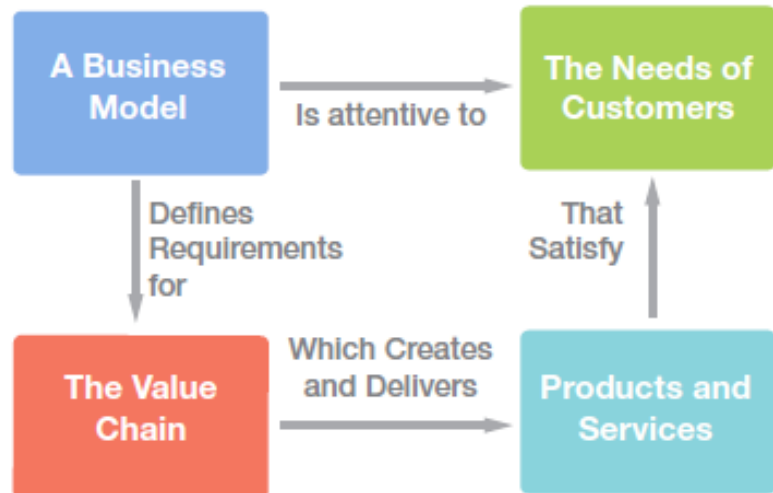 A Business
Model
Is attentive to
The Needs of
Customers
Defines
Requirements
for
That
Satisfy
The Value
Chain
Which Creates
and Delivers
Products and
Services